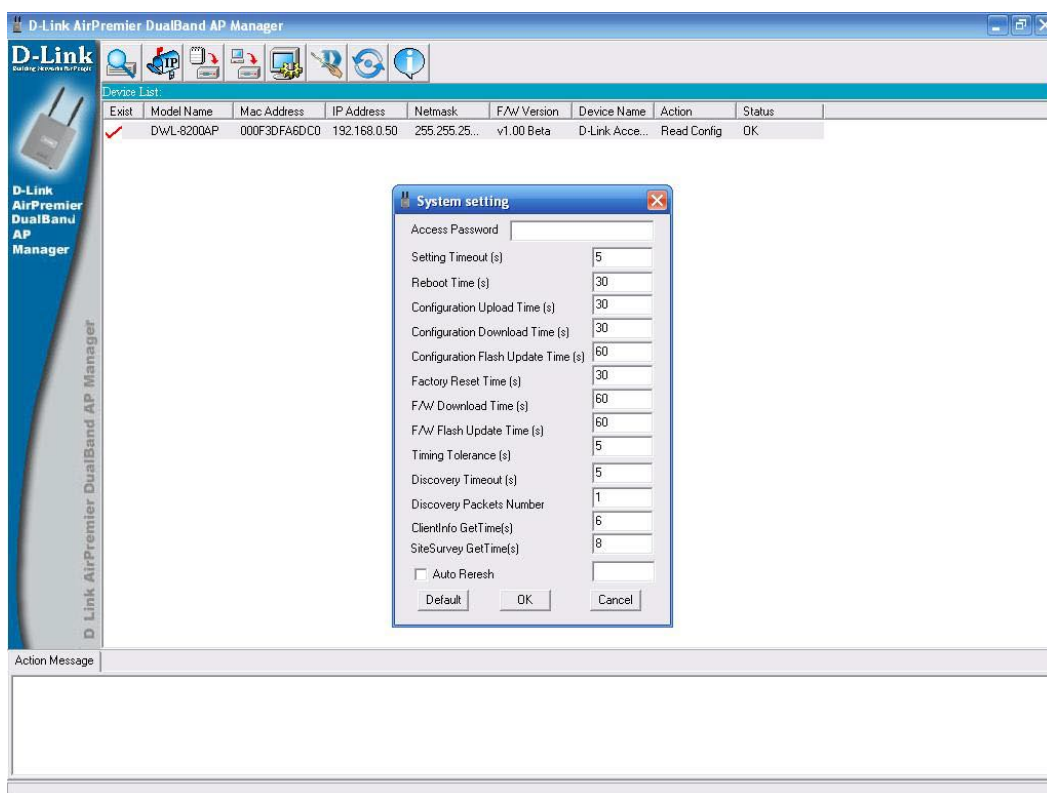 D-Link AirPremier DualBand AP Manager
D-Link
Building Networks for People
IP
Device List:
Exist Model Name Mac Address IP Address Netmask F/W Version Device Name Action Status
DWL-8200AP 000F3DFA6DC0 192.168.0.50 255.255.25... v1.00 Beta D-Link Acce... Read Config OK
D-Link
AirPremier
DualBand
AP
Manager
D Link AirPremier DualBand AP Manager
System setting
Access Password
Setting Timeout (s) 5
Reboot Time (s) 30
Configuration Upload Time (s) 30
Configuration Download Time (s) 30
Configuration Flash Update Time (s) 60
Factory Reset Time (s) 30
F/W Download Time (s) 60
F/W Flash Update Time (s) 60
Timing Tolerance (s) 5
Discovery Timeout (s) 5
Discovery Packets Number 1
ClientInfo GetTime(s) 6
SiteSurvey GetTime(s) 8
Auto Reresh
Default OK Cancel
Action Message